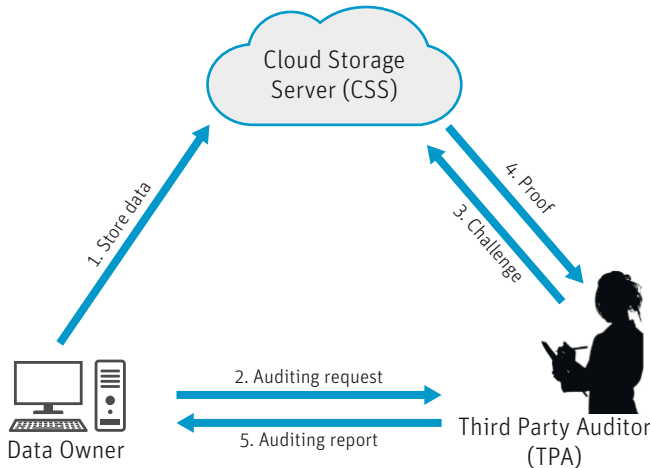 Cloud Storage
Server (CSS)
1. Store data
4. Proof
3. Challenge
2. Auditing request
5. Auditing report
Data Owner
Third Party Auditor
(TPA)